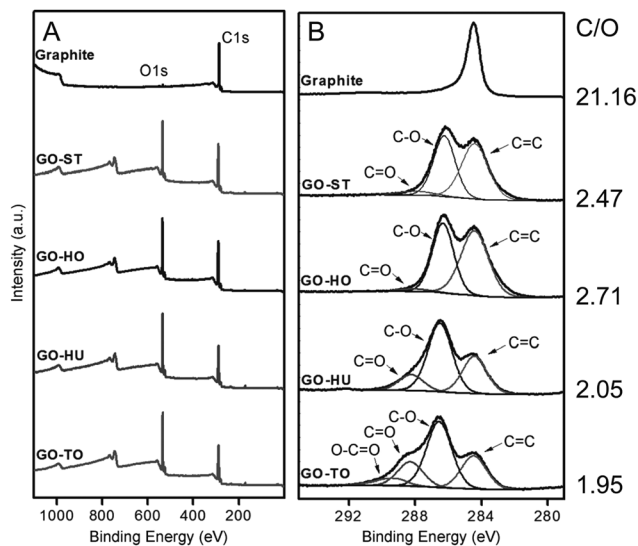 A
B
C/O
Graphite
O1s
C1s
Graphite
21.16
GO-ST
C-O
C=C
C=O
GO-ST
2.47
GO-HO
C-O
C=C
C=O
GO-HO
2.71
GO-HU
C-O
C=C
C=O
GO-HU
2.05
GO-TO
C-O
C=O
C=C
O-C=O
GO-TO
1.95
Intensity (a.u.)
1000 800 600 400 200
292 288 284 280
Binding Energy (eV)
Binding Energy (eV)